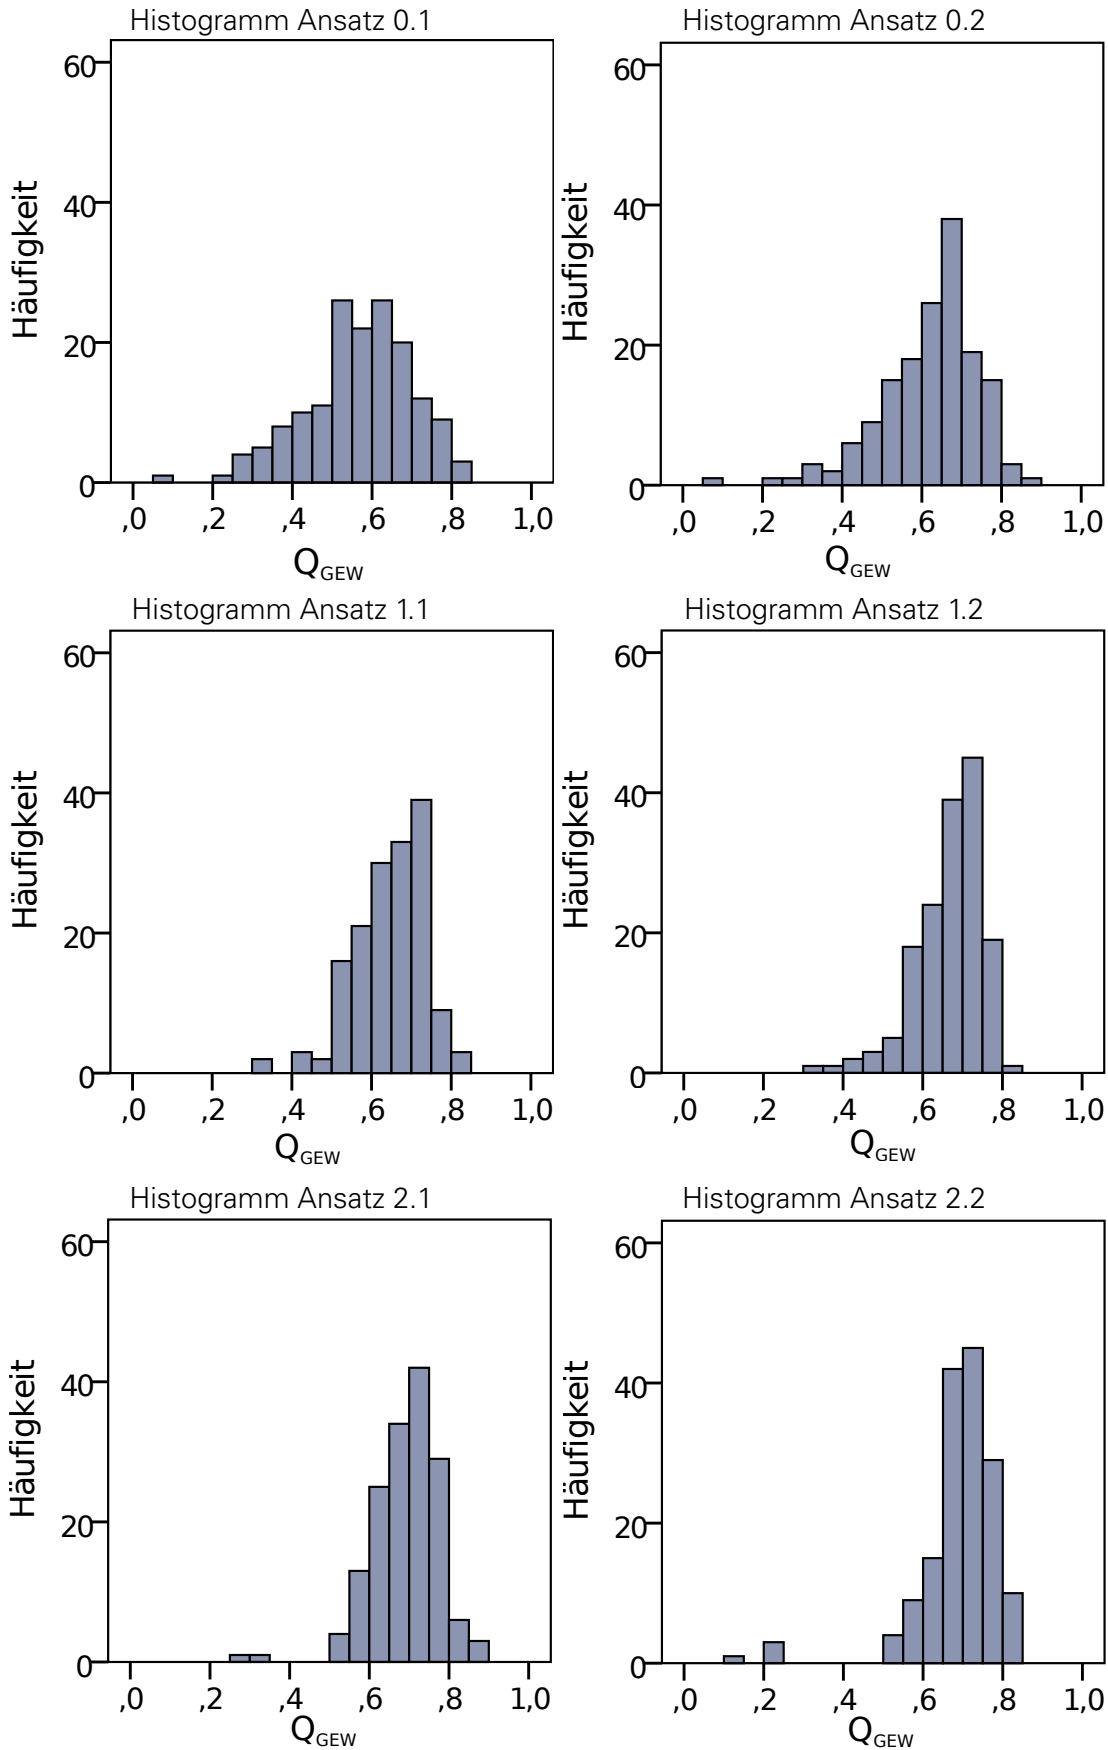 Histogramm Ansatz 0.1
Häufigkeit
60
40
20
0
,0 ,2 ,4 ,6 ,8 1,0
QGEW
Histogramm Ansatz 0.2
Häufigkeit
60
40
20
0
,0 ,2 ,4 ,6 ,8 1,0
QGEW
Histogramm Ansatz 1.1
Häufigkeit
60
40
20
0
,0 ,2 ,4 ,6 ,8 1,0
QGEW
Histogramm Ansatz 1.2
Häufigkeit
60
40
20
0
,0 ,2 ,4 ,6 ,8 1,0
QGEW
Histogramm Ansatz 2.1
Häufigkeit
60
40
20
0
,0 ,2 ,4 ,6 ,8 1,0
QGEW
Histogramm Ansatz 2.2
Häufigkeit
60
40
20
0
,0 ,2 ,4 ,6 ,8 1,0
QGEW